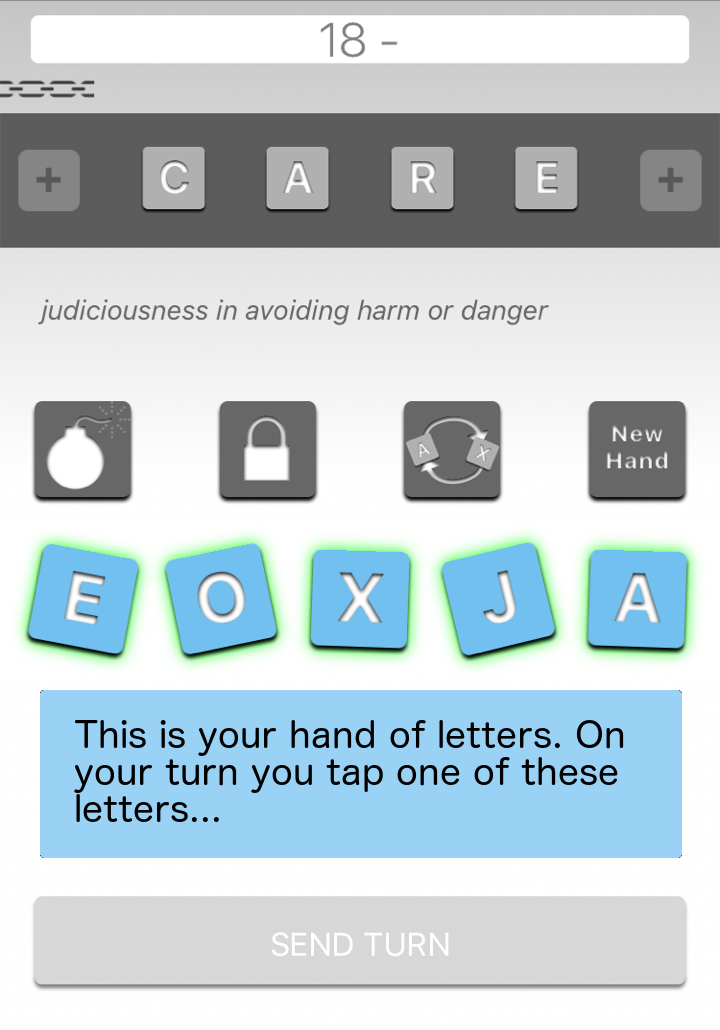 18 -
+ C A R E +
judiciousness in avoiding harm or danger
A X New
Hand
E O X J A
This is your hand of letters. On
your turn you tap one of these
letters...
SEND TURN